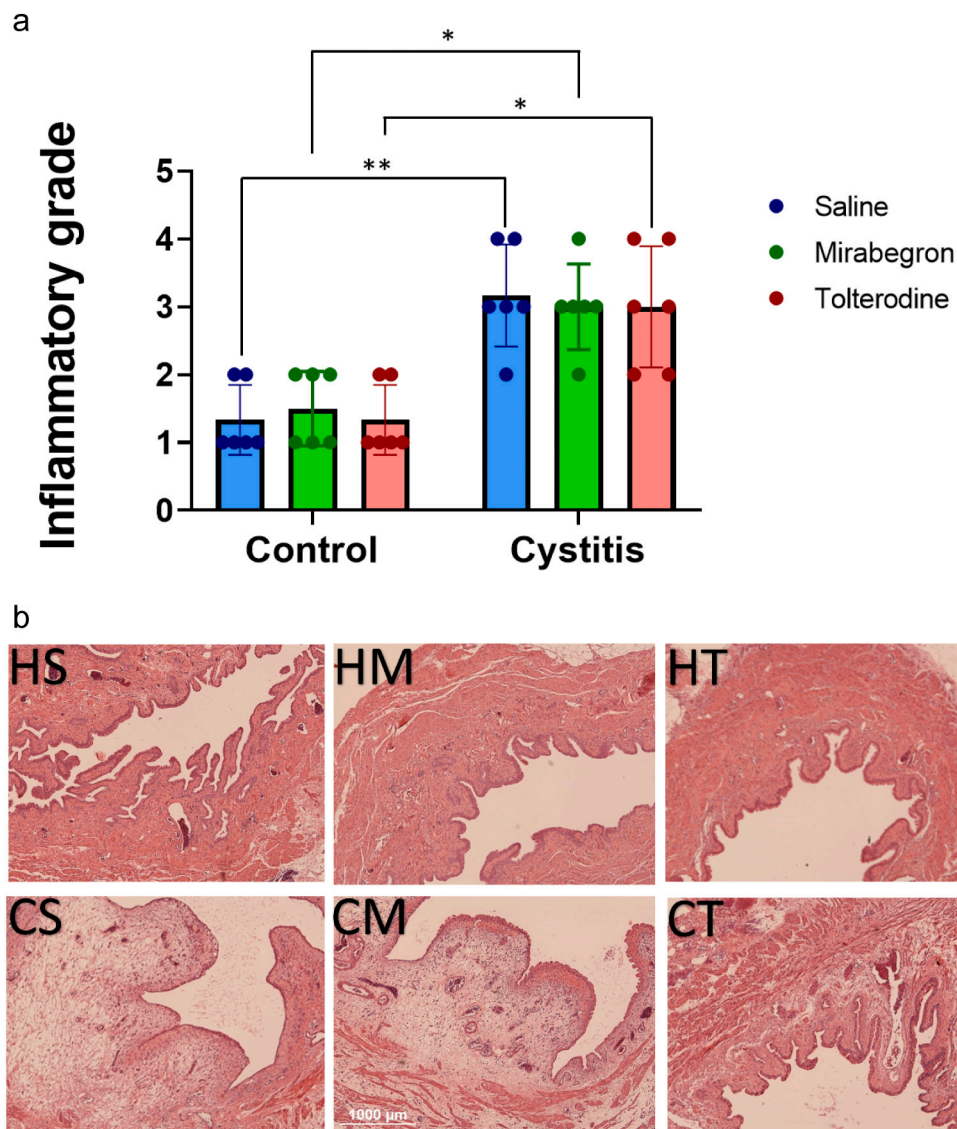 a
*
*
**
Inflammatory grade
5
4
3
2
1
0
Control
Cystitis
Saline
Mirabegron
Tolterodine
b
HS
HM
HT
CS
CM
CT
1000 µm